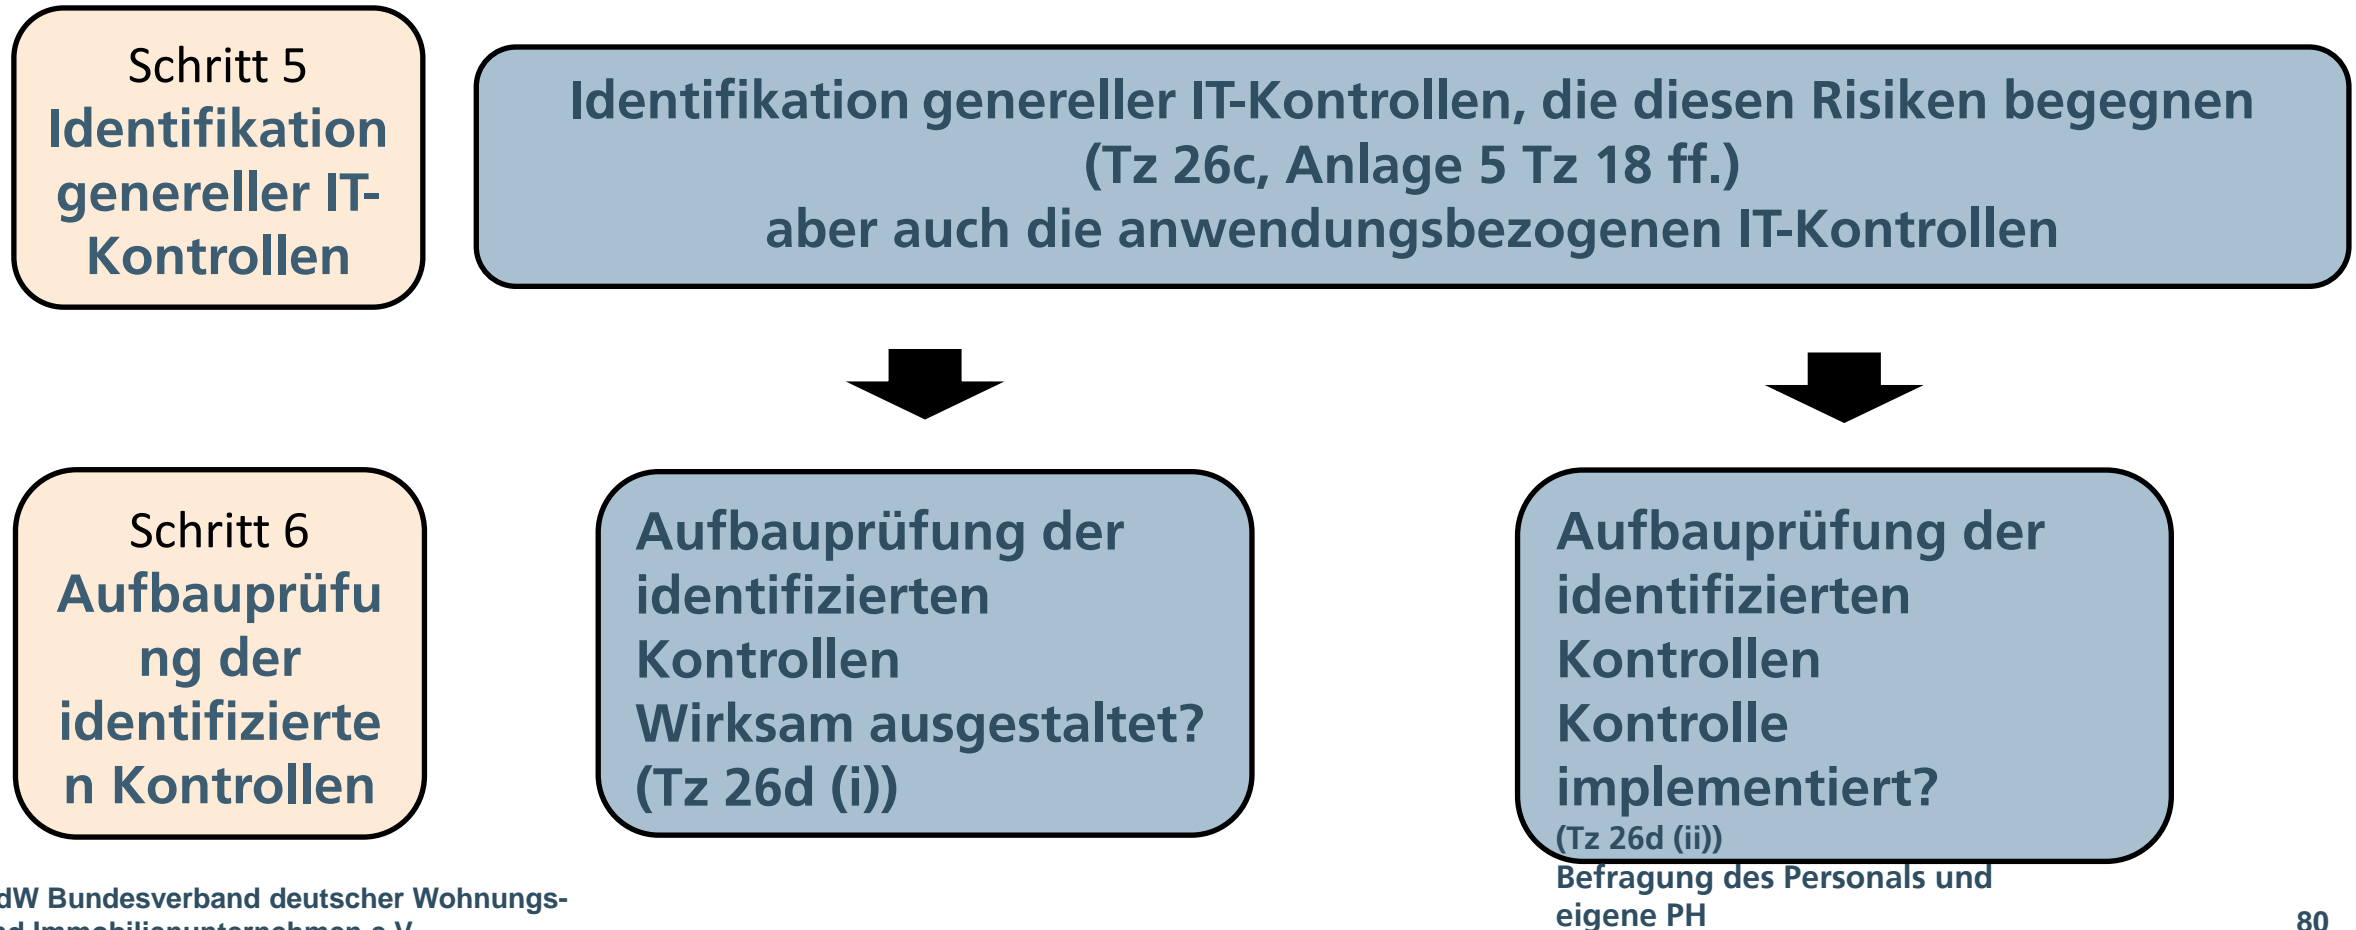 Schritt 5
Identifikation
genereller IT-
Kontrollen
Identifikation genereller IT-Kontrollen, die diesen Risiken begegnen
(Tz 26c, Anlage 5 Tz 18 ff.)
aber auch die anwendungsbezogenen IT-Kontrollen
Schritt 6
Aufbauprüfu
ng der
identifizierte
n Kontrollen
Aufbauprüfung der
identifizierten
Kontrollen
Wirksam ausgestaltet?
(Tz 26d (i))
Aufbauprüfung der
identifizierten
Kontrollen
Kontrolle
implementiert?
(Tz 26d (ii))
Befragung des Personals und
eigene PH
dW Bundesverband deutscher Wohnungs-
nd Immobilienunternehmen e.V.
80